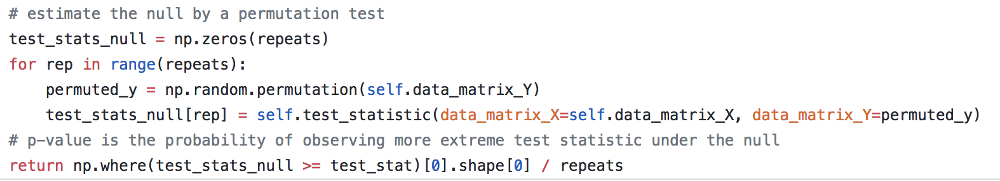 # estimate the null by a permutation test
test_stats_null = np.zeros(repeats)
for rep in range(repeats):
    permuted_y = np.random.permutation(self.data_matrix_Y)
    test_stats_null[rep] = self.test_statistic(data_matrix_X=self.data_matrix_X, data_matrix_Y=permuted_y)
# p-value is the probability of observing more extreme test statistic under the null
return np.where(test_stats_null >= test_stat)[0].shape[0] / repeats